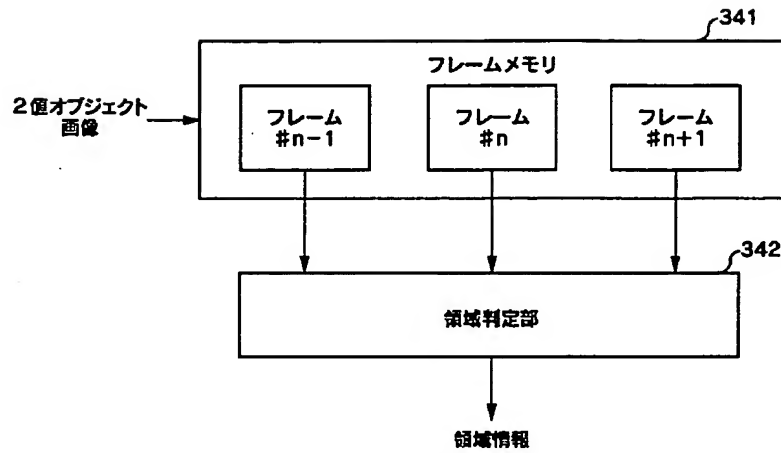 341
フレームメモリ
2値オブジェクト
画像
フレーム
#n−1
フレーム
#n
フレーム
#n+1
342
領域判定部
領域情報